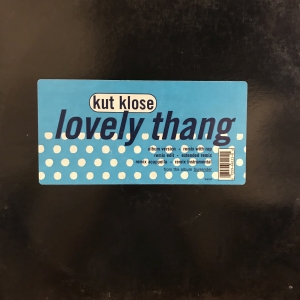 kut klose
lovely thang
album version • remix with rap
remix edit • extended remix
remix acappella • remix instrumental
from the album surrender